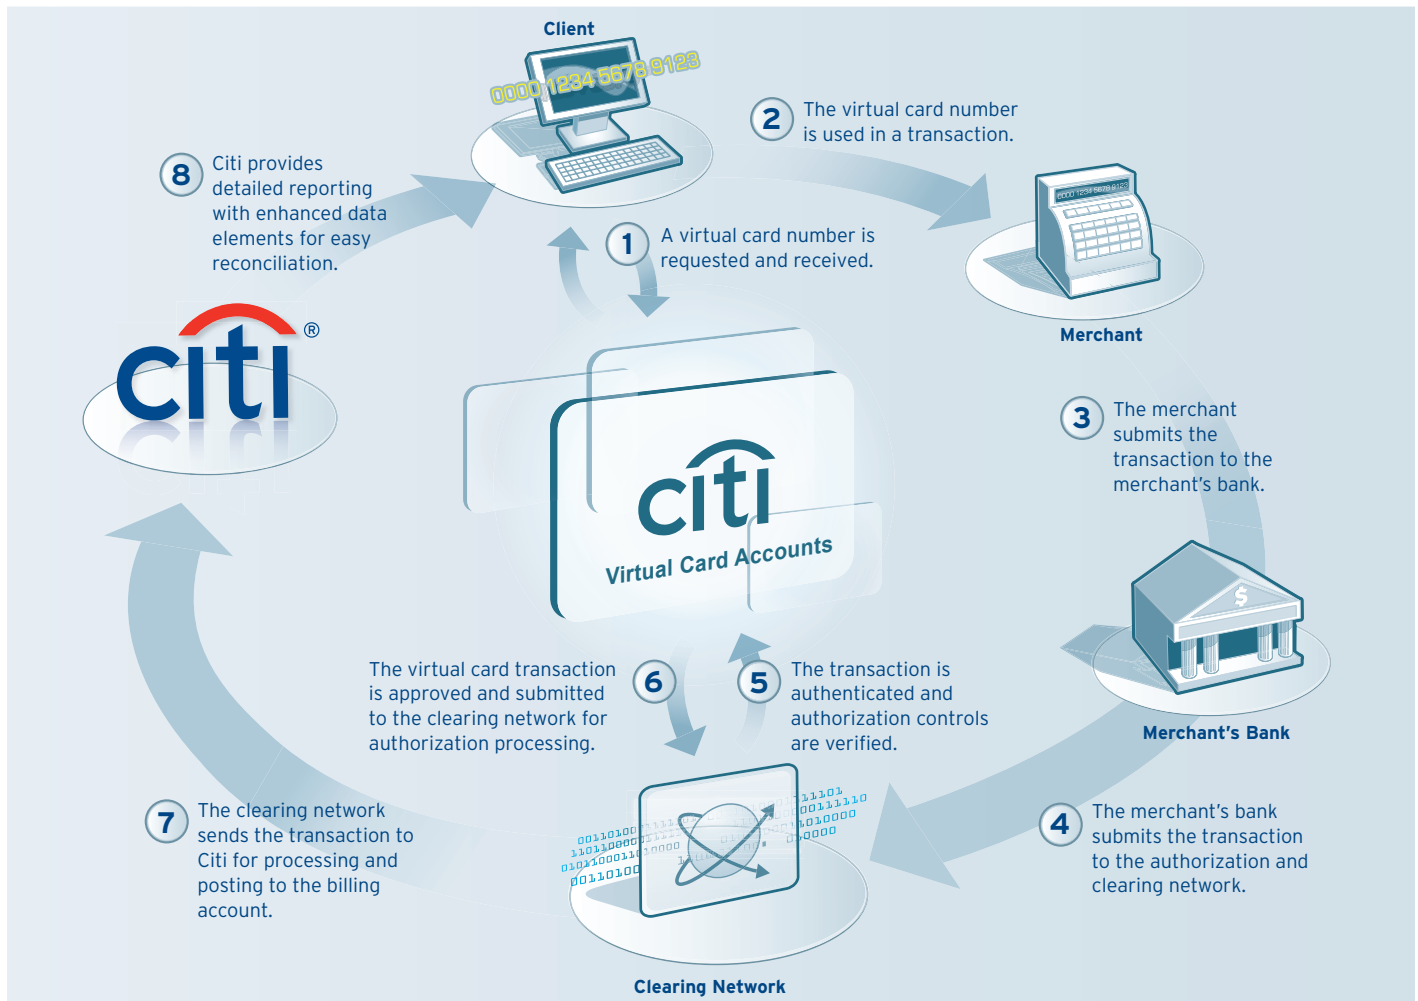 Client
0000 1234 5678 9123
2
The virtual card number
is used in a transaction.
8
Citi provides
detailed reporting
with enhanced data
elements for easy
reconciliation.
1
A virtual card number is
requested and received.
0000 1234 5678 9123
Merchant
citi®
3
The merchant
submits the
transaction to the
merchant's bank.
citi
Virtual Card Accounts
$
Merchant's Bank
The virtual card transaction
is approved and submitted
to the clearing network for
authorization processing.
6
5
The transaction is
authenticated and
authorization controls
are verified.
7
The clearing network
sends the transaction to
Citi for processing and
posting to the billing
account.
4
The merchant's bank
submits the transaction
to the authorization and
clearing network.
00110100
Clearing Network